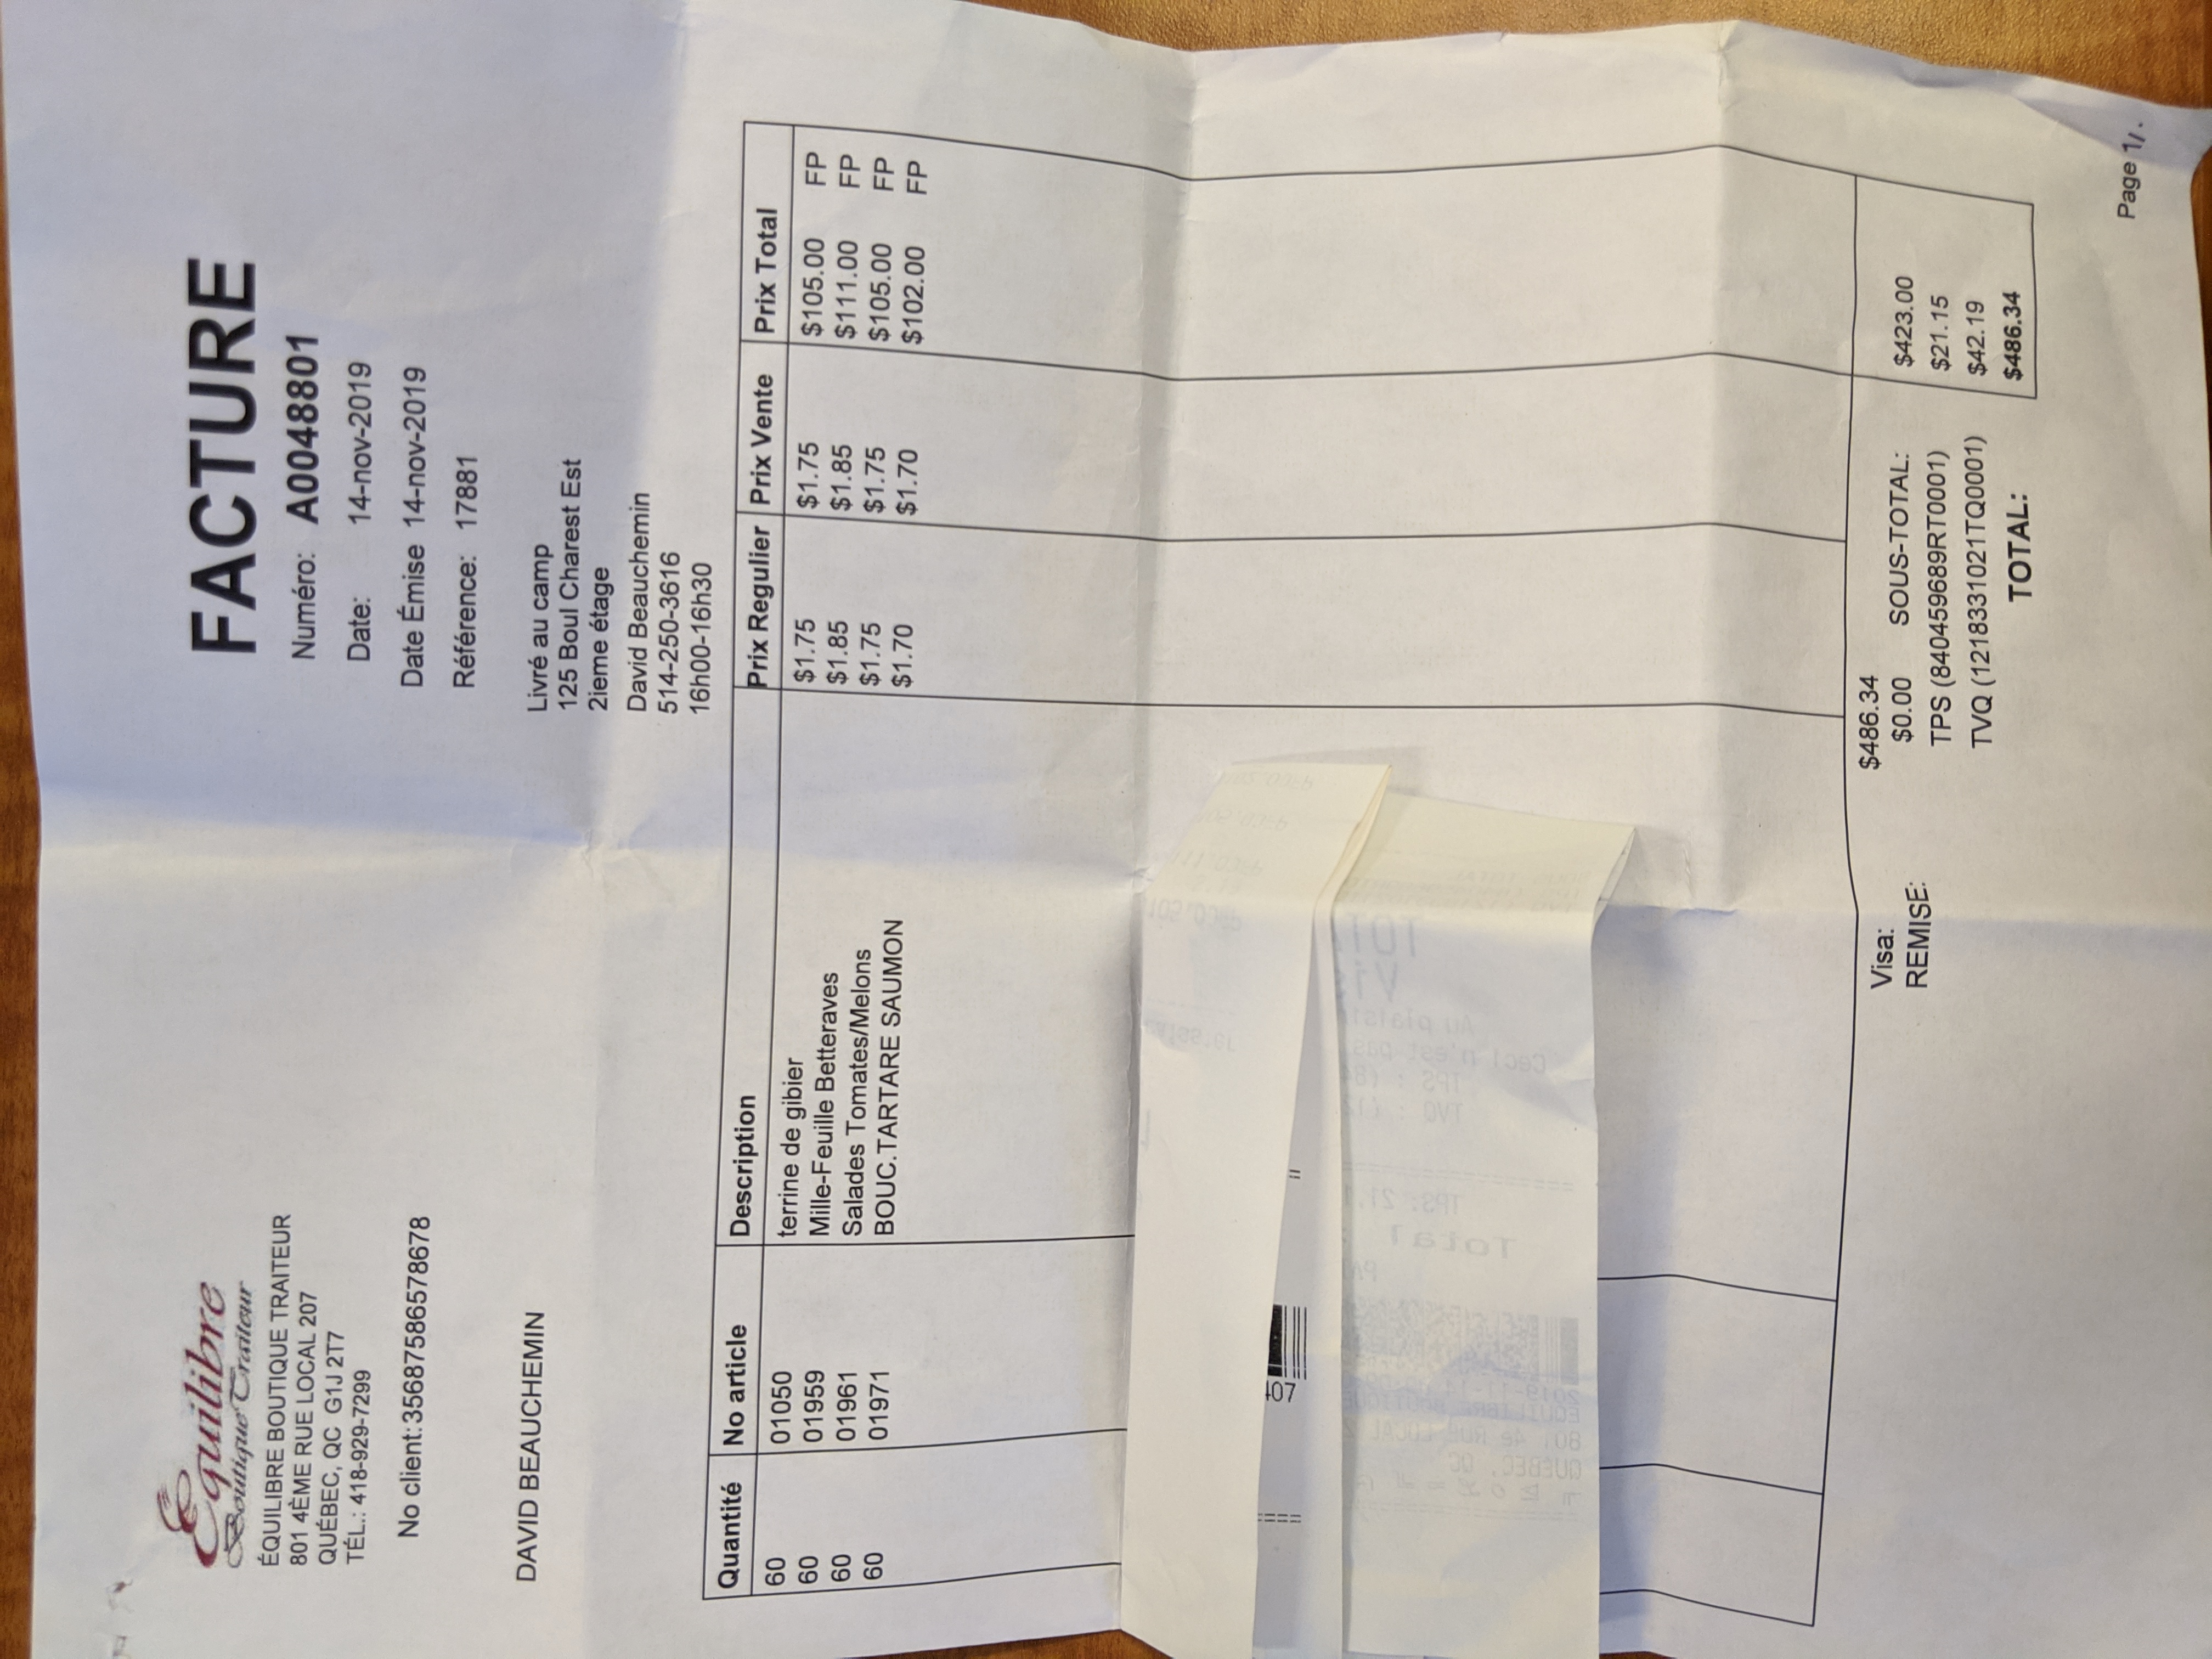 Equilibre
Boutique Traiteur
ÉQUILIBRE BOUTIQUE TRAITEUR
801 4ÈME RUE LOCAL 207
QUÉBEC, QC G1J 2T7
TÉL.: 418-929-7299
No client: 35687586578678
FACTURE
Numéro: A0048801
Date: 14-nov-2019
Date Émise 14-nov-2019
Référence: 17881
DAVID BEAUCHEMIN
Livré au camp
125 Boul Charest Est
2ieme étage
David Beauchemin
514-250-3616
16h00-16h30
Quantité No article Description Prix Regulier Prix Vente Prix Total
60 01050 terrine de gibier $1.75 $1.75 $105.00 FP
60 01959 Mille-Feuille Betteraves $1.85 $1.85 $111.00 FP
60 01961 Salades Tomates/Melons $1.75 $1.75 $105.00 FP
60 01971 BOUC.TARTARE SAUMON $1.70 $1.70 $102.00 FP
Visa: $486.34
REMISE: $0.00
SOUS-TOTAL: $423.00
TPS (840459689RT0001) $21.15
TVQ (1218331021TQ0001) $42.19
TOTAL: $486.34
Page 1/.